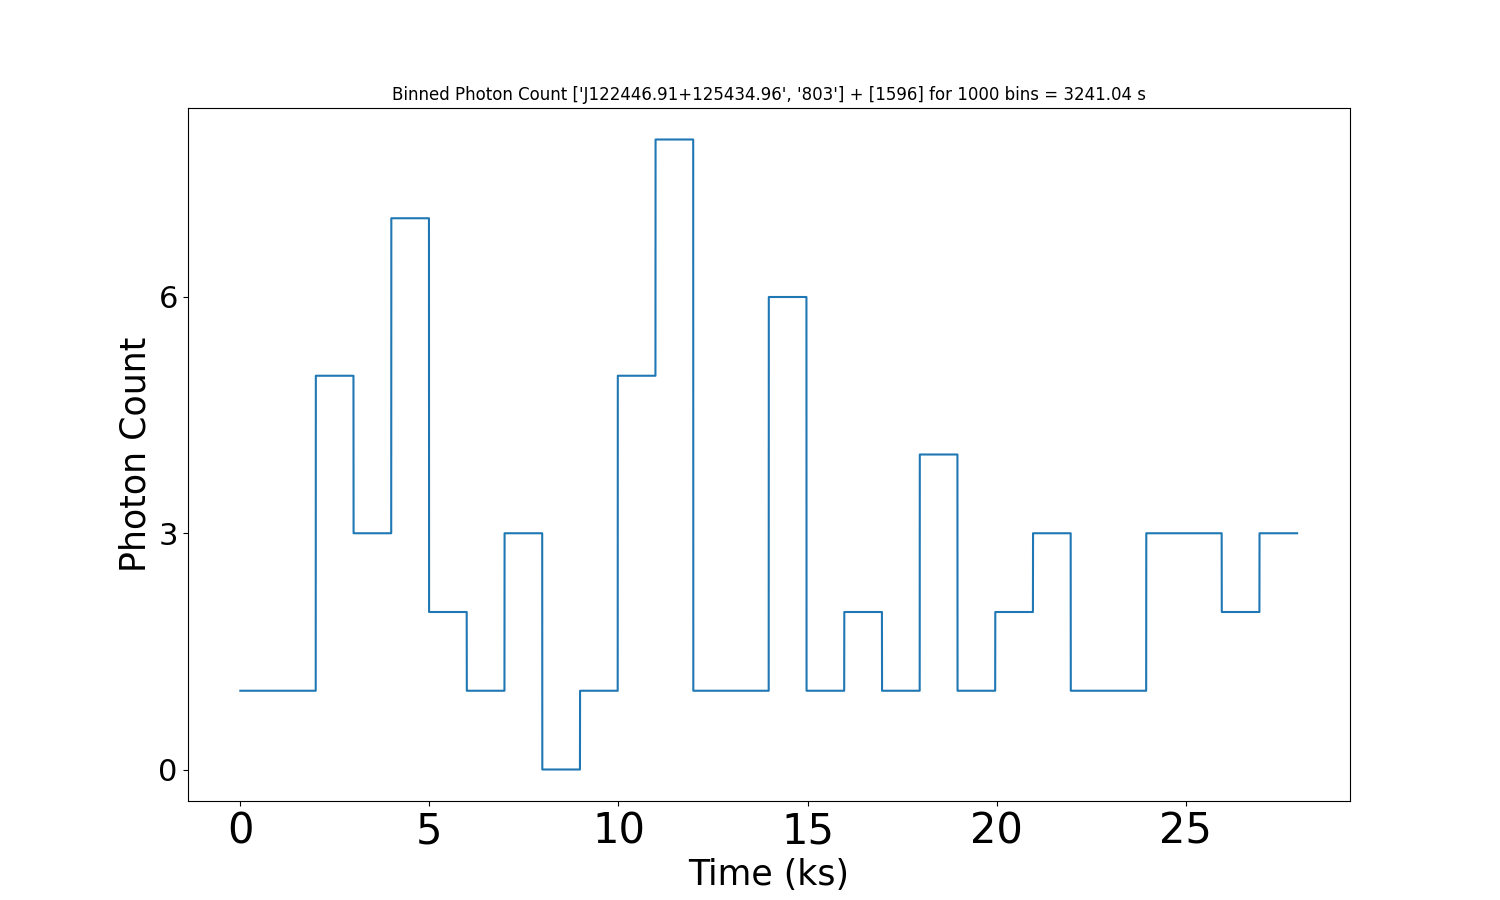 Binned Photon Count ['J122446.91+125434.96', '803'] + [1596] for 1000 bins = 3241.04 s
6
3
0
Photon Count
0 5 10 15 20 25
Time (ks)